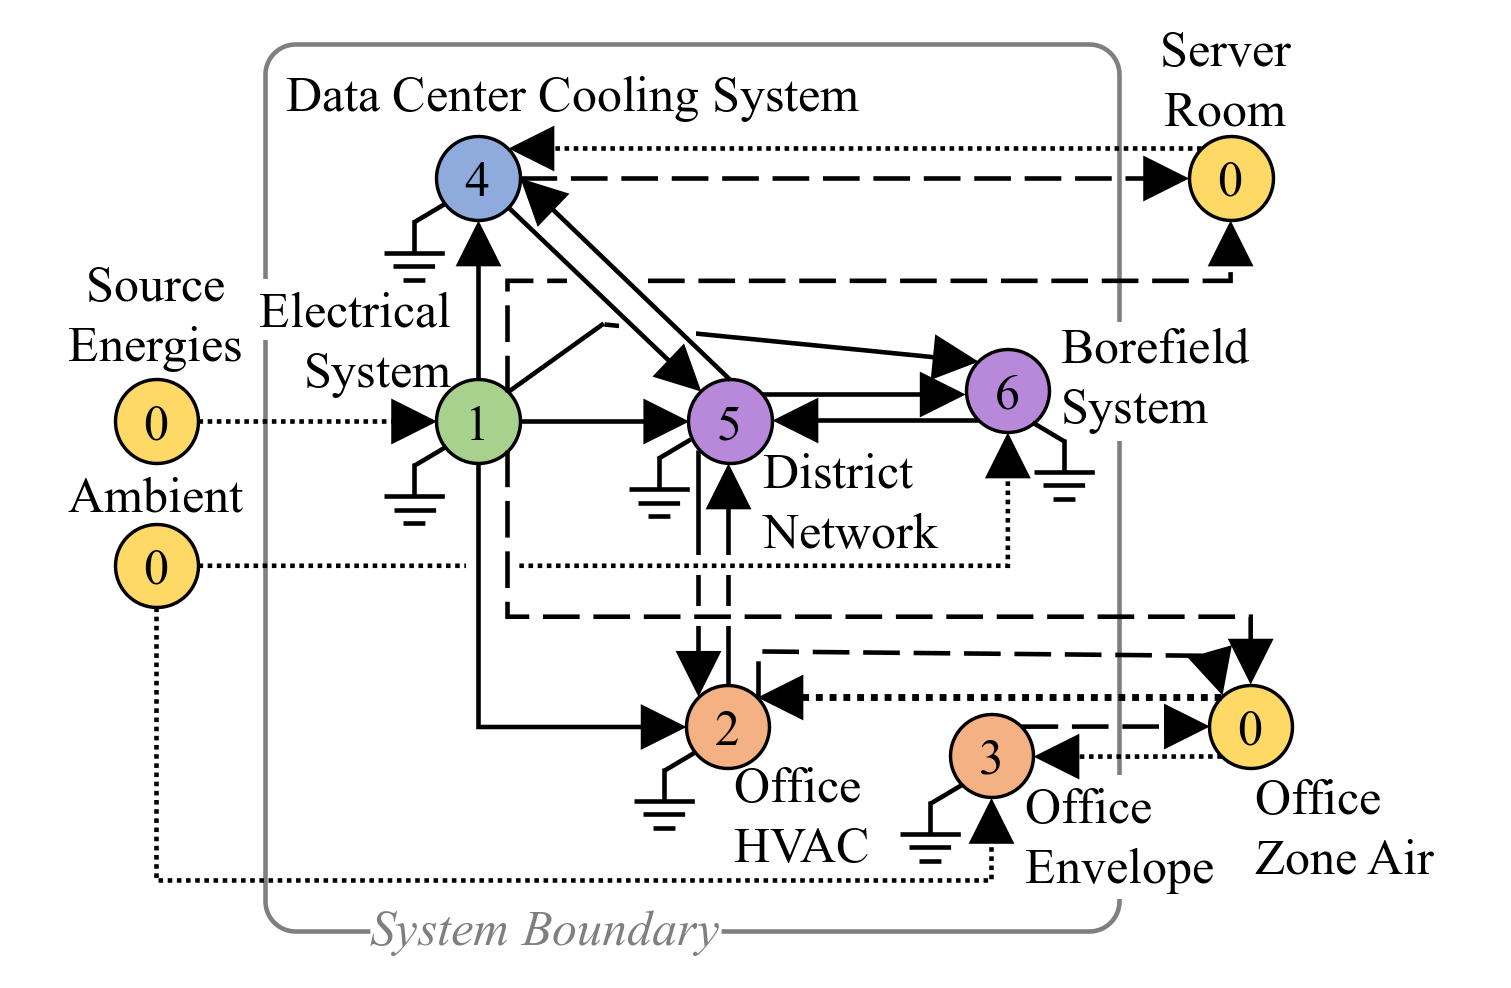 Server
Room
Data Center Cooling System
4
0
Source
Energies
Electrical
System
Borefield
System
0
1
5
6
Ambient
District
Network
0
2
3
0
Office
HVAC
Office
Envelope
Office
Zone Air
System Boundary